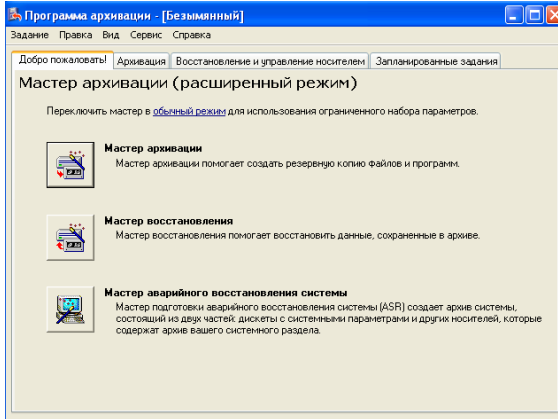 Программа архивации - [Безымянный]
Задание Правка Вид Сервис Справка
Добро пожаловать! Архивация Восстановление и управление носителем Запланированные задания
Мастер архивации (расширенный режим)
Переключить мастер в обычный режим для использования ограниченного набора параметров.
Мастер архивации
Мастер архивации помогает создать резервную копию файлов и программ.
Мастер восстановления
Мастер восстановления помогает восстановить данные, сохраненные в архиве.
Мастер аварийного восстановления системы
Мастер подготовки аварийного восстановления системы (ASR) создает архив системы,
состоящий из двух частей: дискеты с системными параметрами и других носителей, которые
содержат архив вашего системного раздела.